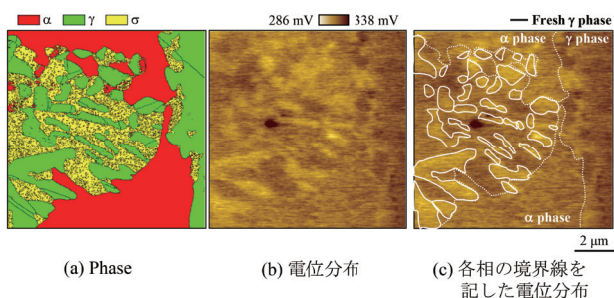 α γ σ
286 mV 338 mV
Fresh γ phase
α phase γ phase
α phase
2 μm
(a) Phase
(b) 電位分布
(c) 各相の境界線を
記した電位分布